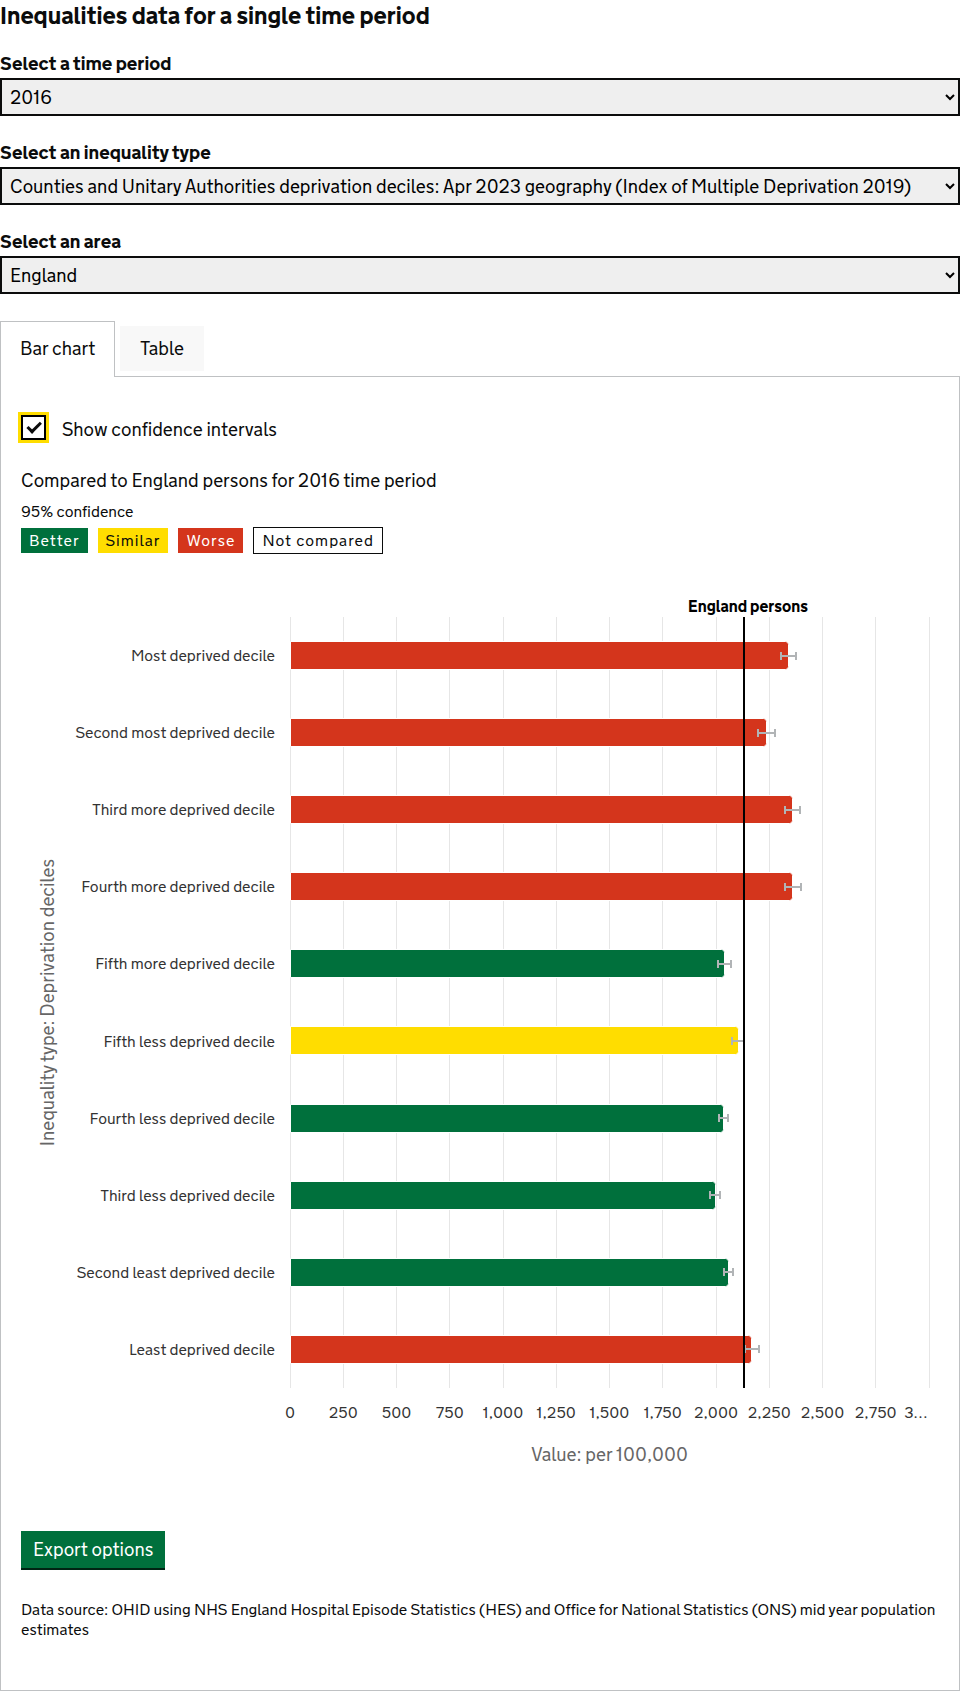 Inequalities data for a single time period
Select a time period
2016
Select an inequality type
Counties and Unitary Authorities deprivation deciles: Apr 2023 geography (Index of Multiple Deprivation 2019)
Select an area
England
Bar chart Table
Show confidence intervals
Compared to England persons for 2016 time period
95% confidence
Better Similar Worse Not compared
England persons
Inequality type: Deprivation deciles
Most deprived decile
Second most deprived decile
Third more deprived decile
Fourth more deprived decile
Fifth more deprived decile
Fifth less deprived decile
Fourth less deprived decile
Third less deprived decile
Second least deprived decile
Least deprived decile
0 250 500 750 1,000 1,250 1,500 1,750 2,000 2,250 2,500 2,750 3...
Value: per 100,000
Export options
Data source: OHID using NHS England Hospital Episode Statistics (HES) and Office for National Statistics (ONS) mid year population
estimates